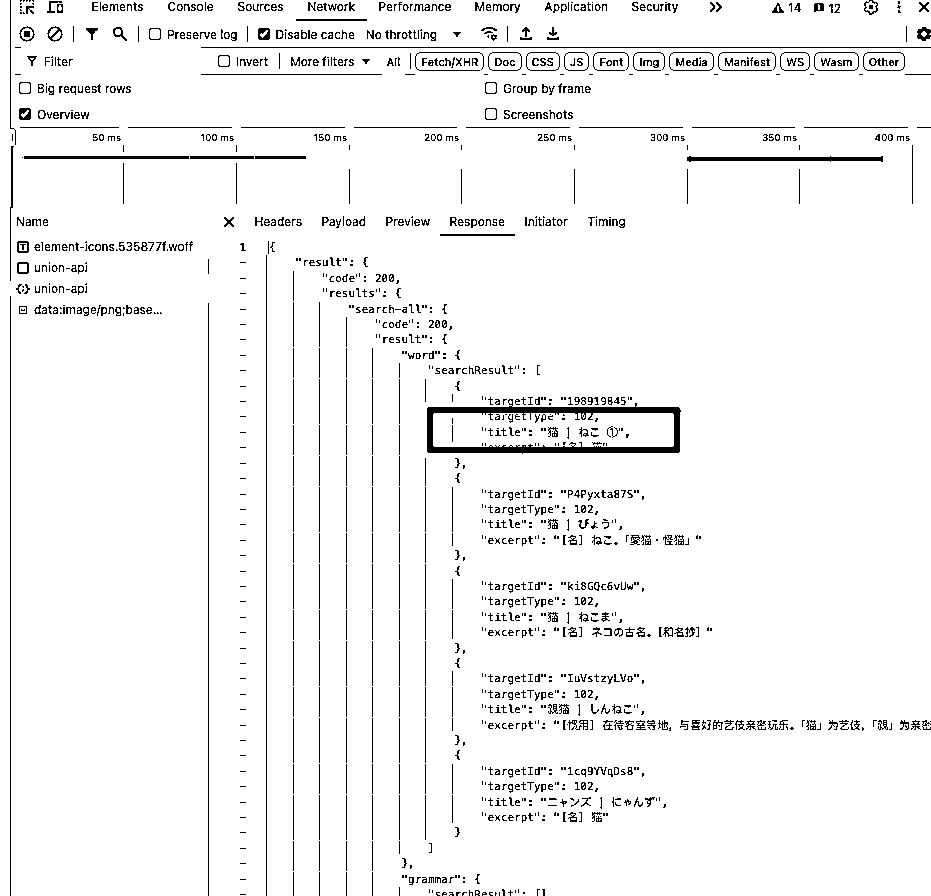 Elements Console Sources Network Performance Memory Application Security 14 12
Preserve log Disable cache No throttling
Filter Invert More filters All Fetch/XHR Doc CSS JS Font Img Media Manifest WS Wasm Other
Big request rows Group by frame
Overview Screenshots
50 ms 100 ms 150 ms 200 ms 250 ms 300 ms 350 ms 400 ms
Name Headers Payload Preview Response Initiator Timing
element-icons.535877f.woff
union-api
union-api
data:image/png;base...
1 {
"result": {
"code": 200,
"results": {
"search-all": {
"code": 200,
"result": {
"word": {
"searchResult": [
{
"targetId": "198919845",
"targetType": 102,
"title": "猫 | ねこ ①",
"excerpt": "[名] 猫"
},
{
"targetId": "P4Pyxta87S",
"targetType": 102,
"title": "猫 | びょう",
"excerpt": "[名] ねこ。「愛猫・怪猫」"
},
{
"targetId": "ki8GQc6vUw",
"targetType": 102,
"title": "猫 | ねこま",
"excerpt": "[名] ネコの古名。[和名抄]"
},
{
"targetId": "IuVstzyLVo",
"targetType": 102,
"title": "親猫 | しんねこ",
"excerpt": "[惯用] 在待客室等地，与喜好的艺伎亲密玩乐。「猫」为艺伎，「親」为亲密
},
{
"targetId": "1cq9YVqDs8",
"targetType": 102,
"title": "ニャンズ | にゃんず",
"excerpt": "[名] 猫"
}
]
},
"grammar": {
"searchResult": []